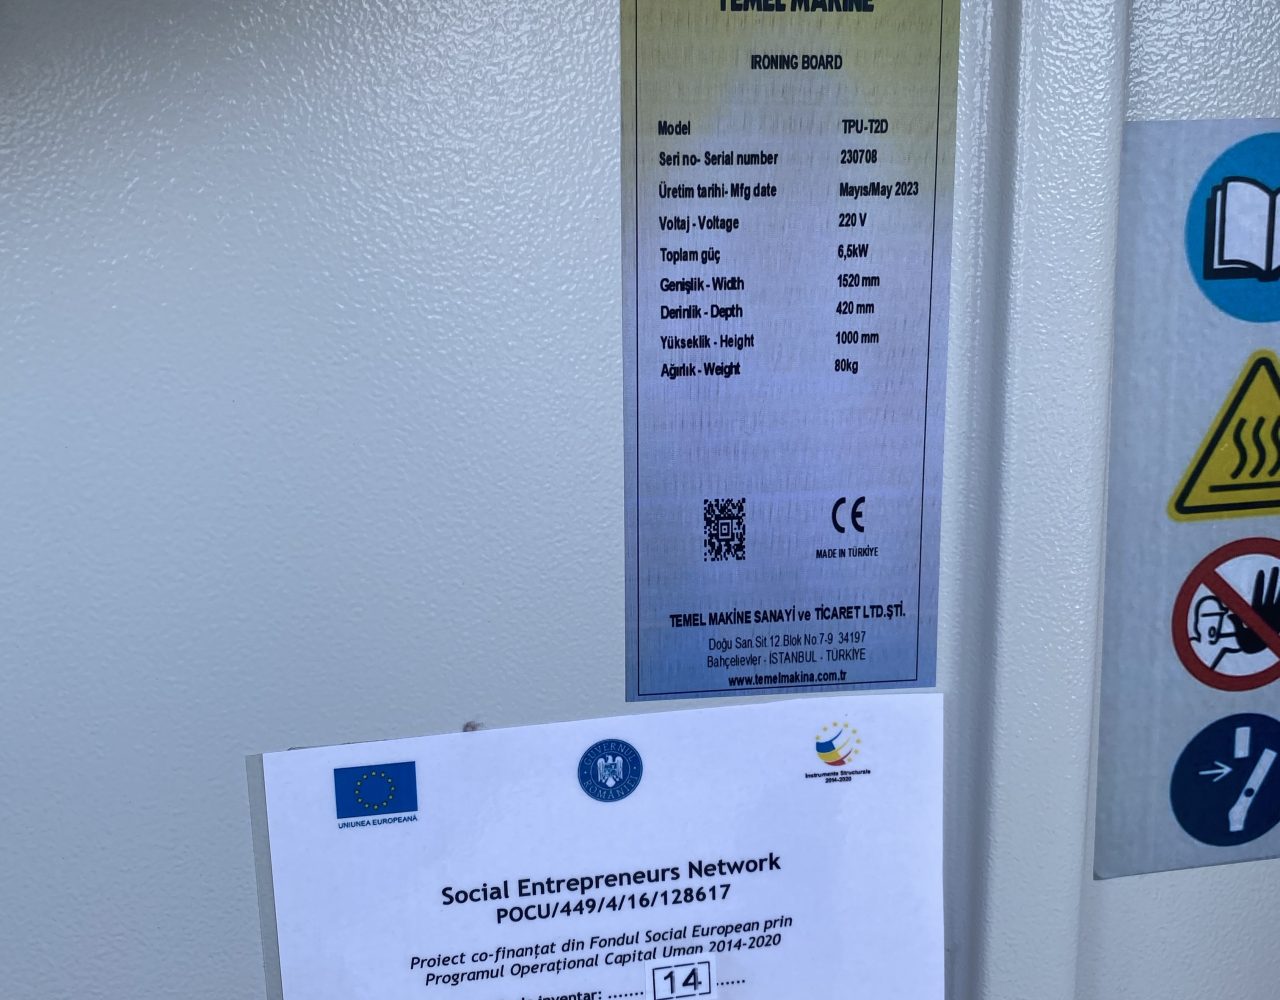 TEMEL MAKİNE
IRONING BOARD
Model TPU-T2D
Seri no- Serial number 230708
Üretim tarihi- Mfg date Mayıs/May 2023
Voltaj - Voltage 220 V
Toplam güç 6,5kW
Genişlik - Width 1520 mm
Derinlik - Depth 420 mm
Yükseklik - Height 1000 mm
Ağırlık - Weight 80kg
CE
MADE IN TÜRKİYE
TEMEL MAKİNE SANAYİ ve TİCARET LTD.ŞTİ.
Doğu San.Sit 12.Blok No.7-9 34197
Bahçelievler - İSTANBUL - TÜRKİYE
www.temelmakina.com.tr
UNIUNEA EUROPEANĂ
GUVERNUL ROMÂNIEI
Instrumente Structurale
2014-2020
Social Entrepreneurs Network
POCU/449/4/16/128617
Proiect co-finanțat din Fondul Social European prin
Programul Operațional Capital Uman 2014-2020
inventar: ....... 14 ......